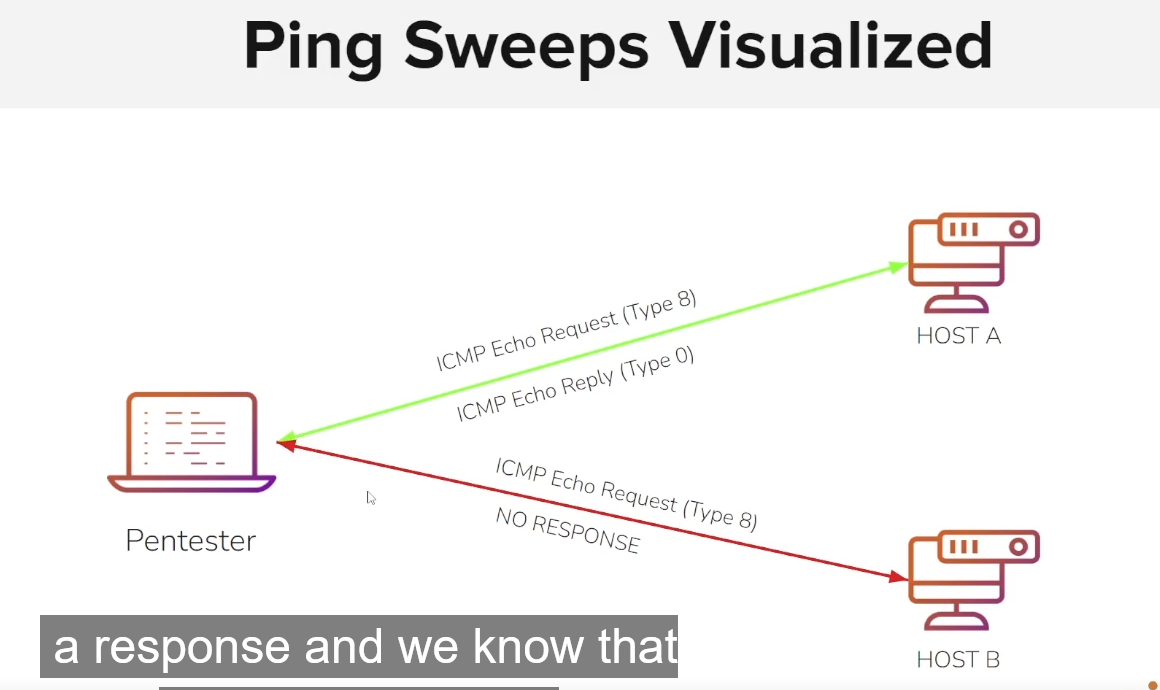 Ping Sweeps Visualized
ICMP Echo Request (Type 8)
ICMP Echo Reply (Type 0)
HOST A
ICMP Echo Request (Type 8)
NO RESPONSE
Pentester
HOST B
a response and we know that